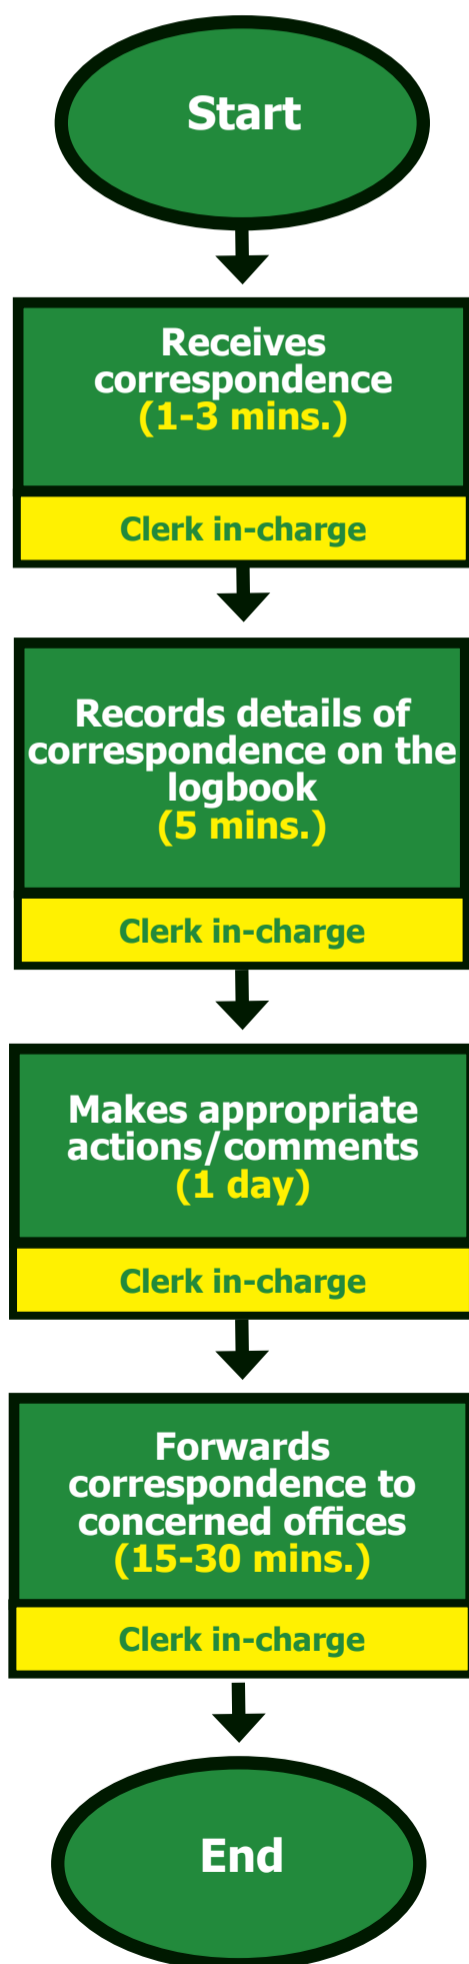 Start
Receives
correspondence
(1-3 mins.)
Clerk in-charge
Records details of
correspondence on the
logbook
(5 mins.)
Clerk in-charge
Makes appropriate
actions/comments
(1 day)
Clerk in-charge
Forwards
correspondence to
concerned offices
(15-30 mins.)
Clerk in-charge
End